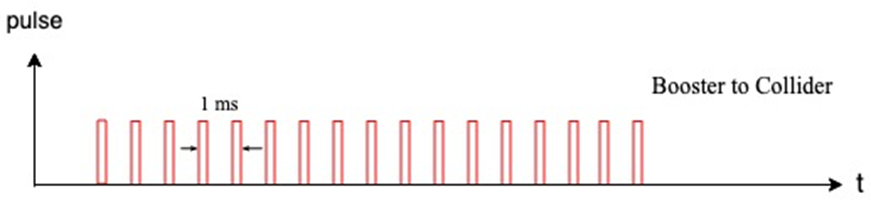 pulse
1 ms
Booster to Collider
t